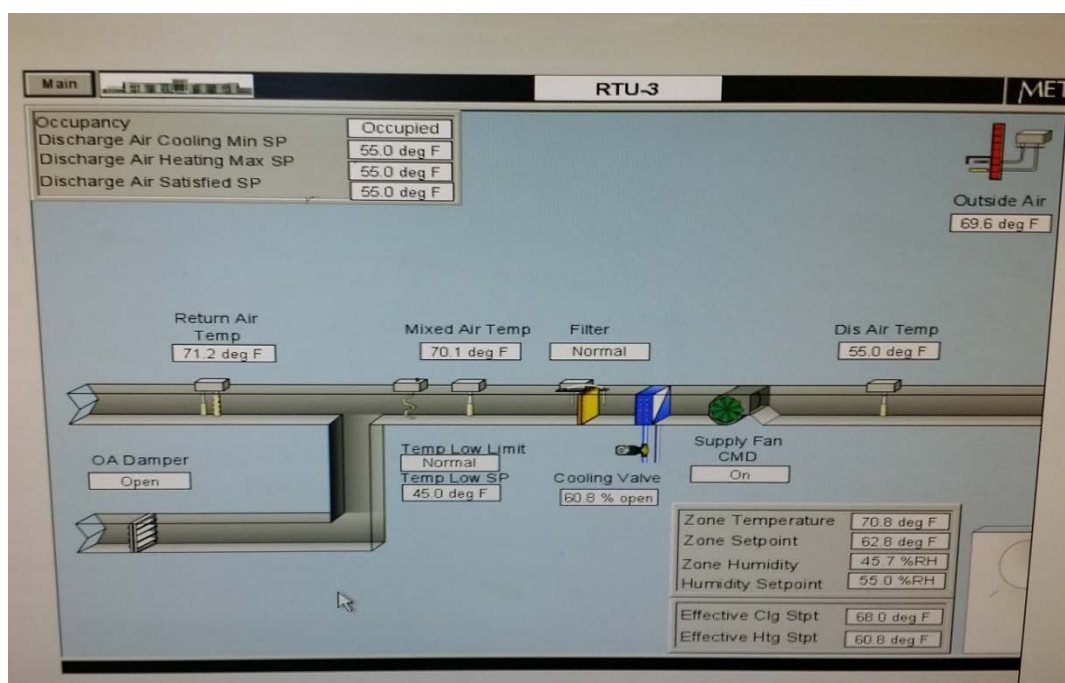 Main
RTU-3
MET
Occupancy Occupied
Discharge Air Cooling Min SP 55.0 deg F
Discharge Air Heating Max SP 55.0 deg F
Discharge Air Satisfied SP 55.0 deg F
Outside Air
69.6 deg F
Return Air
Temp
71.2 deg F
Mixed Air Temp
70.1 deg F
Filter
Normal
Dis Air Temp
55.0 deg F
OA Damper
Open
Temp Low Limit
Normal
Temp Low SP
45.0 deg F
Cooling Valve
60.8 % open
Supply Fan
CMD
On
Zone Temperature 70.8 deg F
Zone Setpoint 62.8 deg F
Zone Humidity 45.7 %RH
Humidity Setpoint 55.0 %RH
Effective Clg Stpt 68.0 deg F
Effective Htg Stpt 60.8 deg F